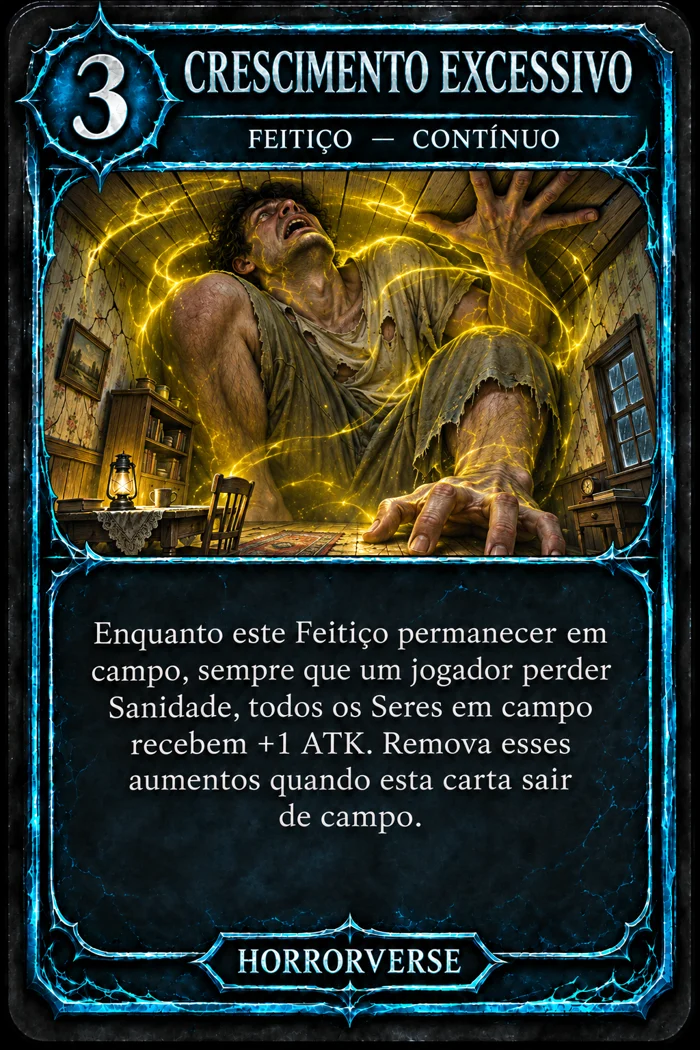 3
CRESCIMENTO EXCESSIVO
FEITIÇO — CONTÍNUO
Enquanto este Feitiço permanecer em
campo, sempre que um jogador perder
Sanidade, todos os Seres em campo
recebem +1 ATK. Remova esses
aumentos quando esta carta sair
de campo.
HORRORVERSE